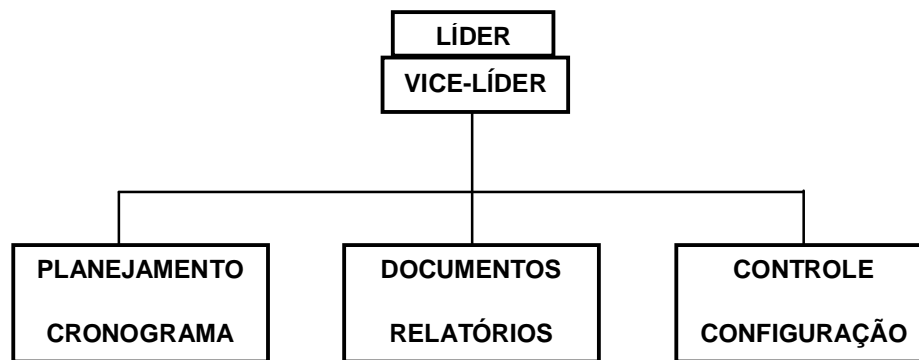 LÍDER
VICE-LÍDER
PLANEJAMENTO
CRONOGRAMA
DOCUMENTOS
RELATÓRIOS
CONTROLE
CONFIGURAÇÃO